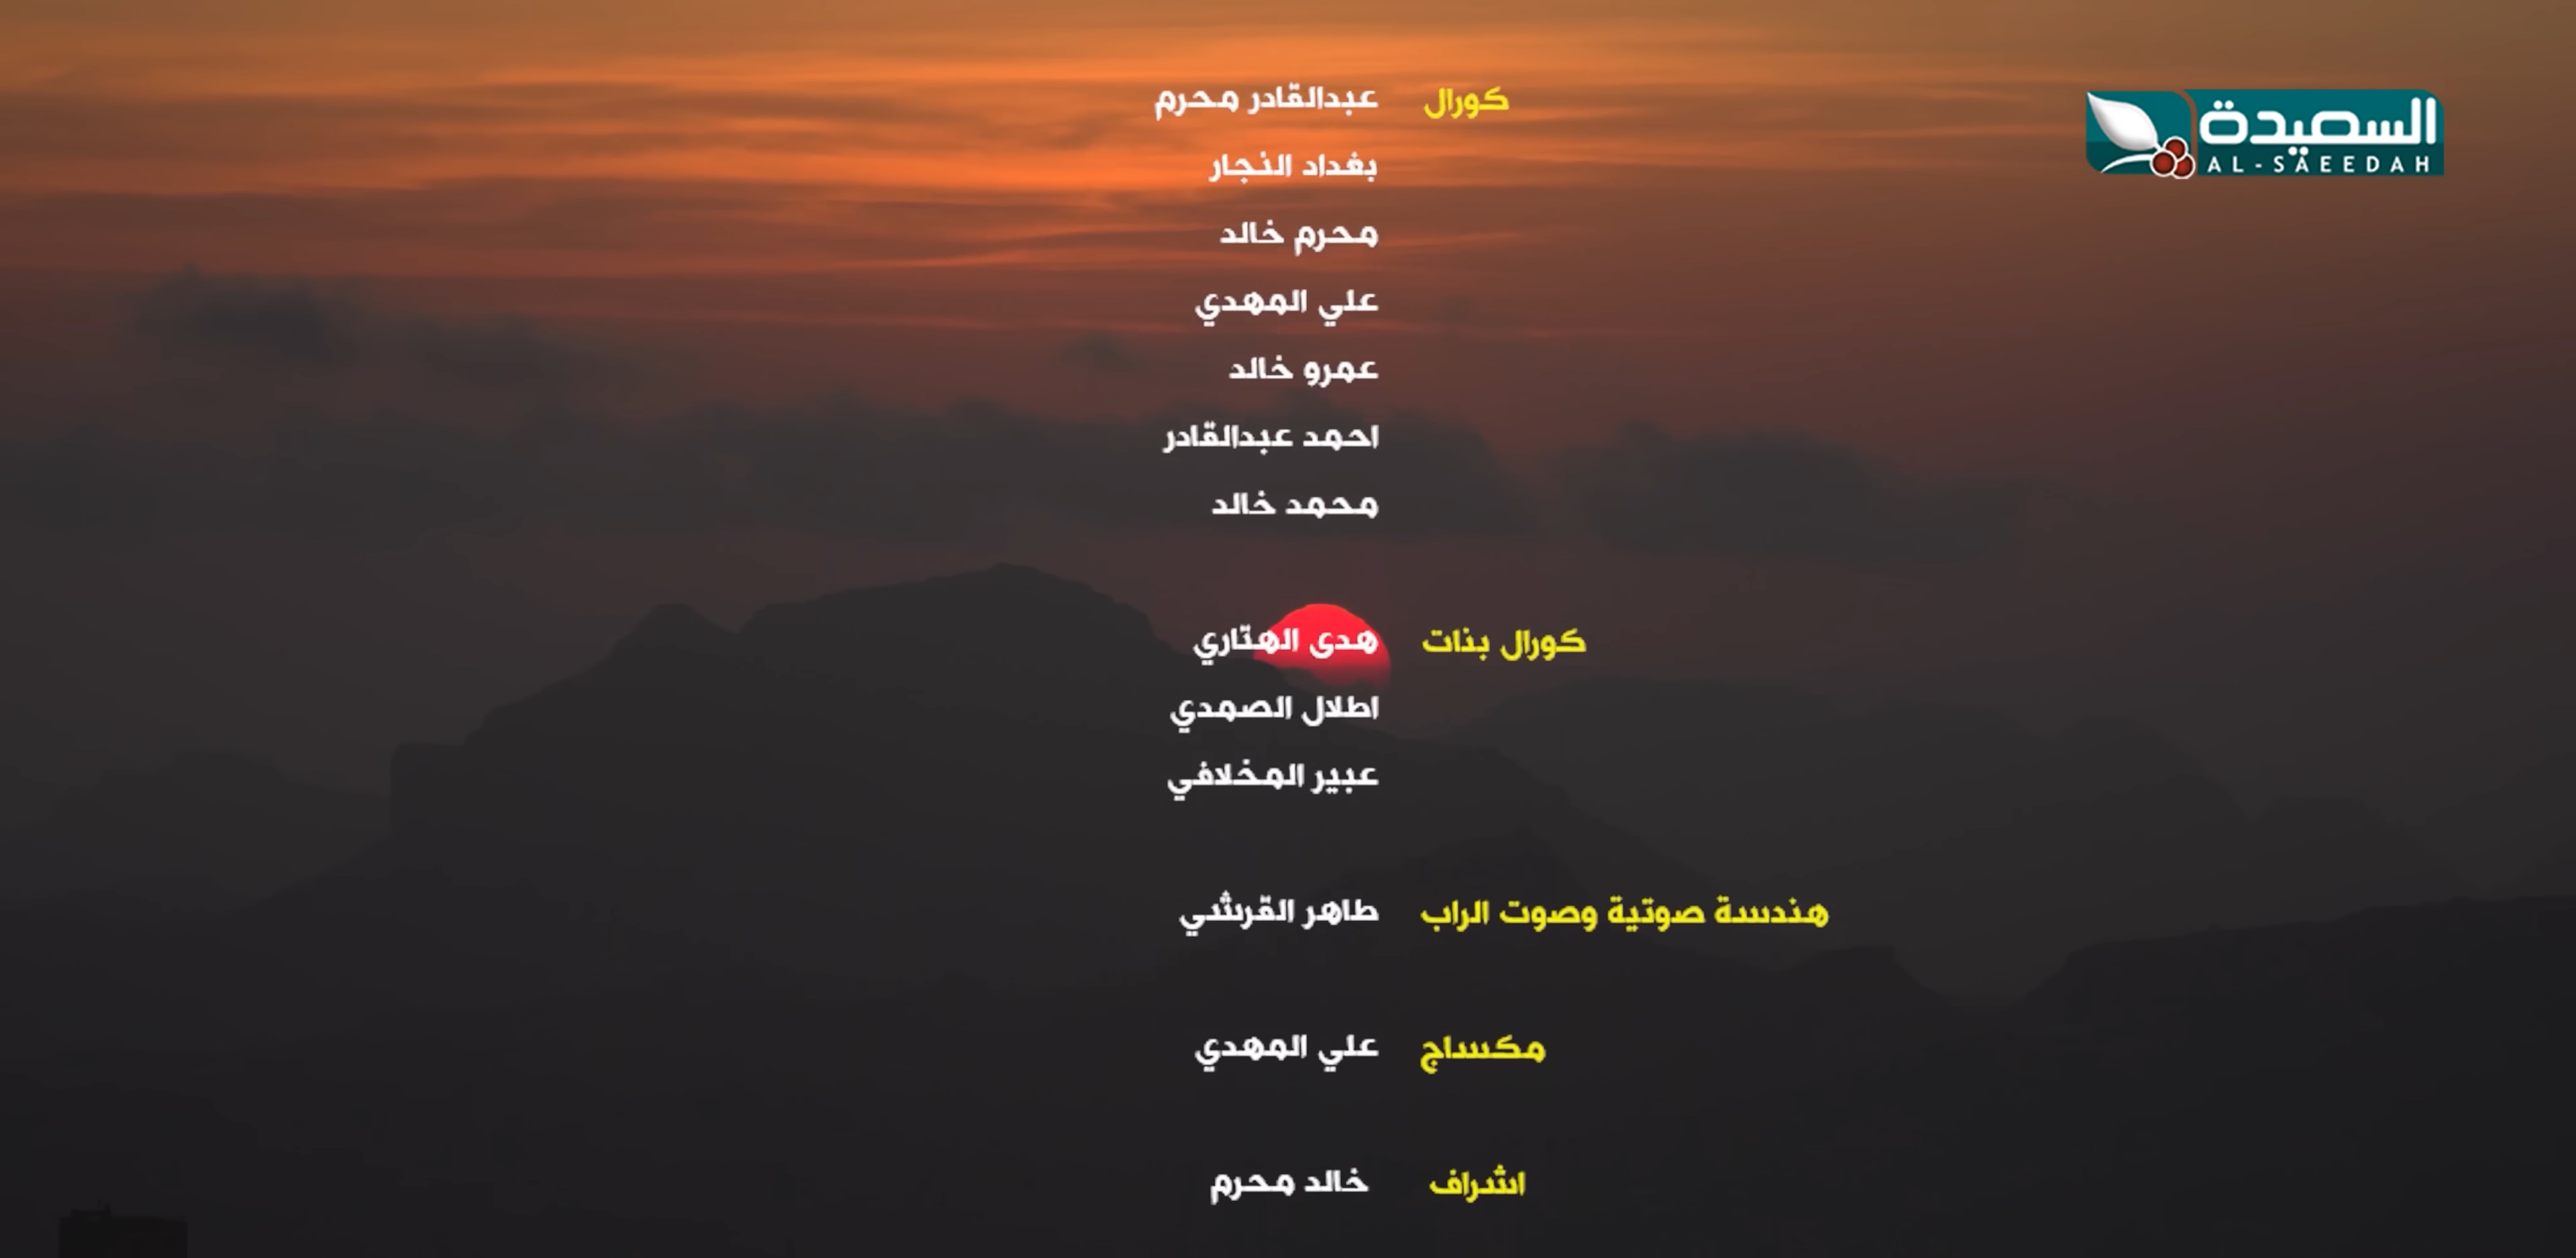 السعيدة
AL-SAEEDAH
كورال عبدالقادر محرم
بغداد النجار
محرم خالد
علي المهدي
عمرو خالد
احمد عبدالقادر
محمد خالد
كورال بنات هدى الهتاري
اطلال الصمدي
عبير المخلافي
هندسة صوتية وصوت الراب طاهر القرشي
مكساج علي المهدي
اشراف خالد محرم